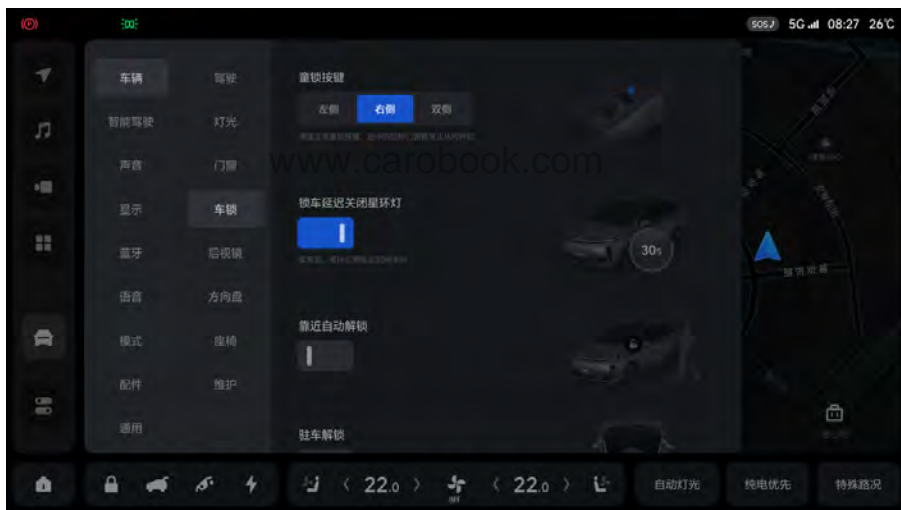 SOS 5G 08:27 26℃
车辆
智能驾驶
声音
显示
蓝牙
语音
模式
配件
通用
驾驶
灯光
门窗
车锁
后视镜
方向盘
座椅
维护
童锁按键
左侧
右侧
双侧
www.carobook.com
锁车延迟关闭星环灯
30s
靠近自动解锁
驻车解锁
22.0
OFF
22.0
自动灯光
纯电优先
特殊路况